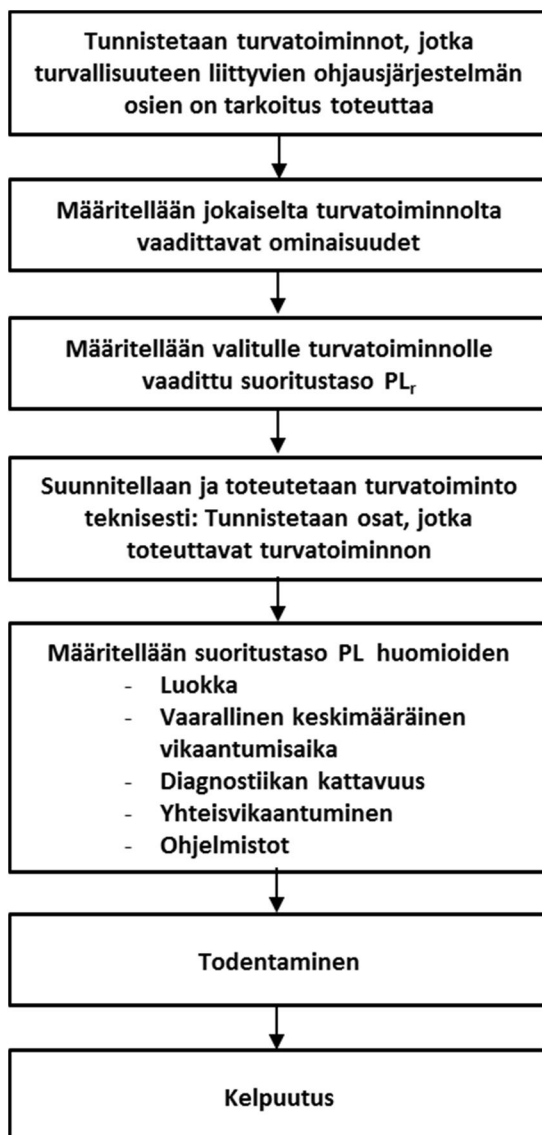 Tunnistetaan turvatoiminnot, jotka
turvallisuuteen liittyvien ohjausjärjestelmän
osien on tarkoitus toteuttaa
Määritellään jokaiselta turvatoiminnolta
vaadittavat ominaisuudet
Määritellään valitulle turvatoiminnolle
vaadittu suoritustaso PLr
Suunnitellaan ja toteutetaan turvatoiminto
teknisesti: Tunnistetaan osat, jotka
toteuttavat turvatoiminnon
Määritellään suoritustaso PL huomioiden
- Luokka
- Vaarallinen keskimääräinen
vikaantumisaika
- Diagnostiikan kattavuus
- Yhteisvikaantuminen
- Ohjelmistot
Todentaminen
Kelpuutus